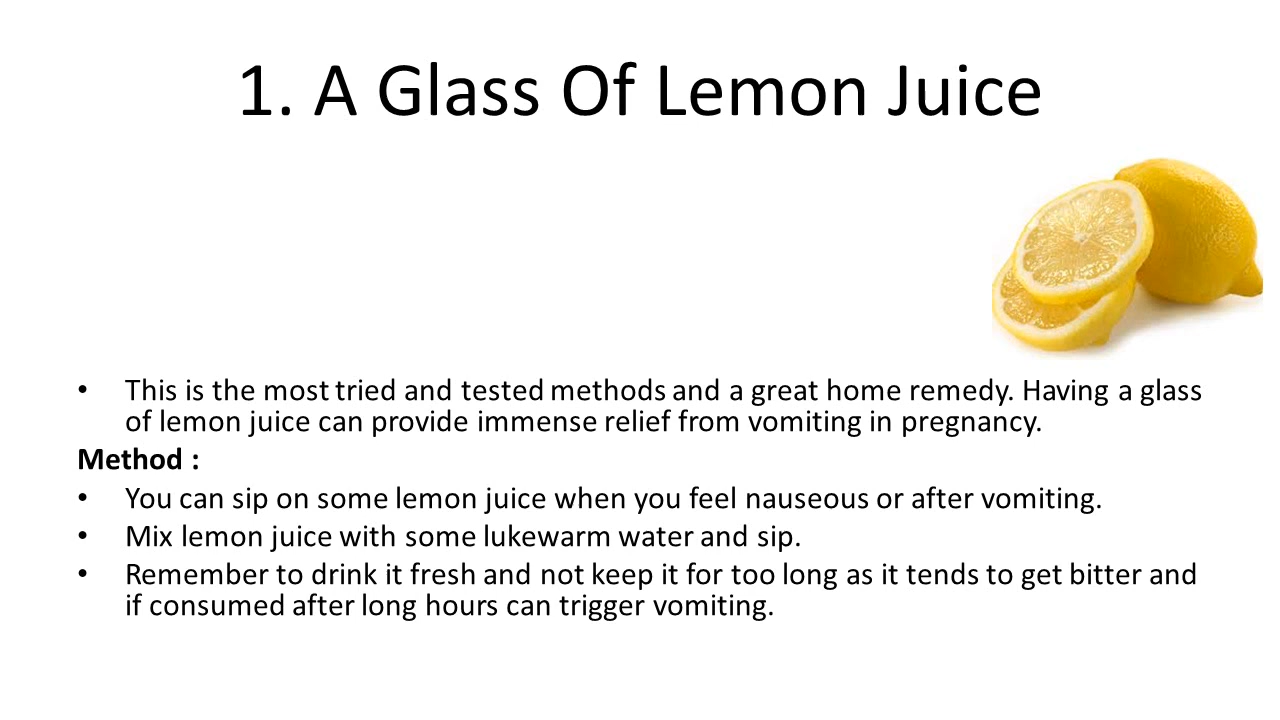 1. A Glass Of Lemon Juice
• This is the most tried and tested methods and a great home remedy. Having a glass
of lemon juice can provide immense relief from vomiting in pregnancy.
Method :
• You can sip on some lemon juice when you feel nauseous or after vomiting.
• Mix lemon juice with some lukewarm water and sip.
• Remember to drink it fresh and not keep it for too long as it tends to get bitter and
if consumed after long hours can trigger vomiting.